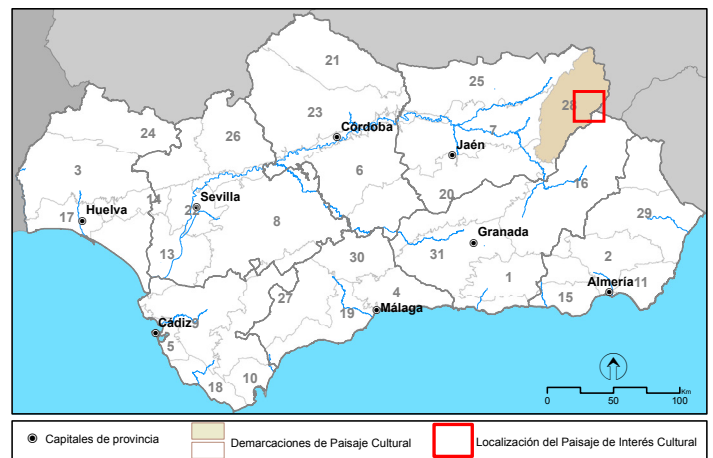 21
25
28
24
23
26
Córdoba
7
Jaén
3
6
16
20
14
Sevilla
22
17
Huelva
29
8
Granada
13
31
2
30
1
Almería
11
27
4
15
19
Málaga
Cádiz
9
5
10
18
0 50 100
Km
Capitales de provincia
Demarcaciones de Paisaje Cultural
Localización del Paisaje de Interés Cultural